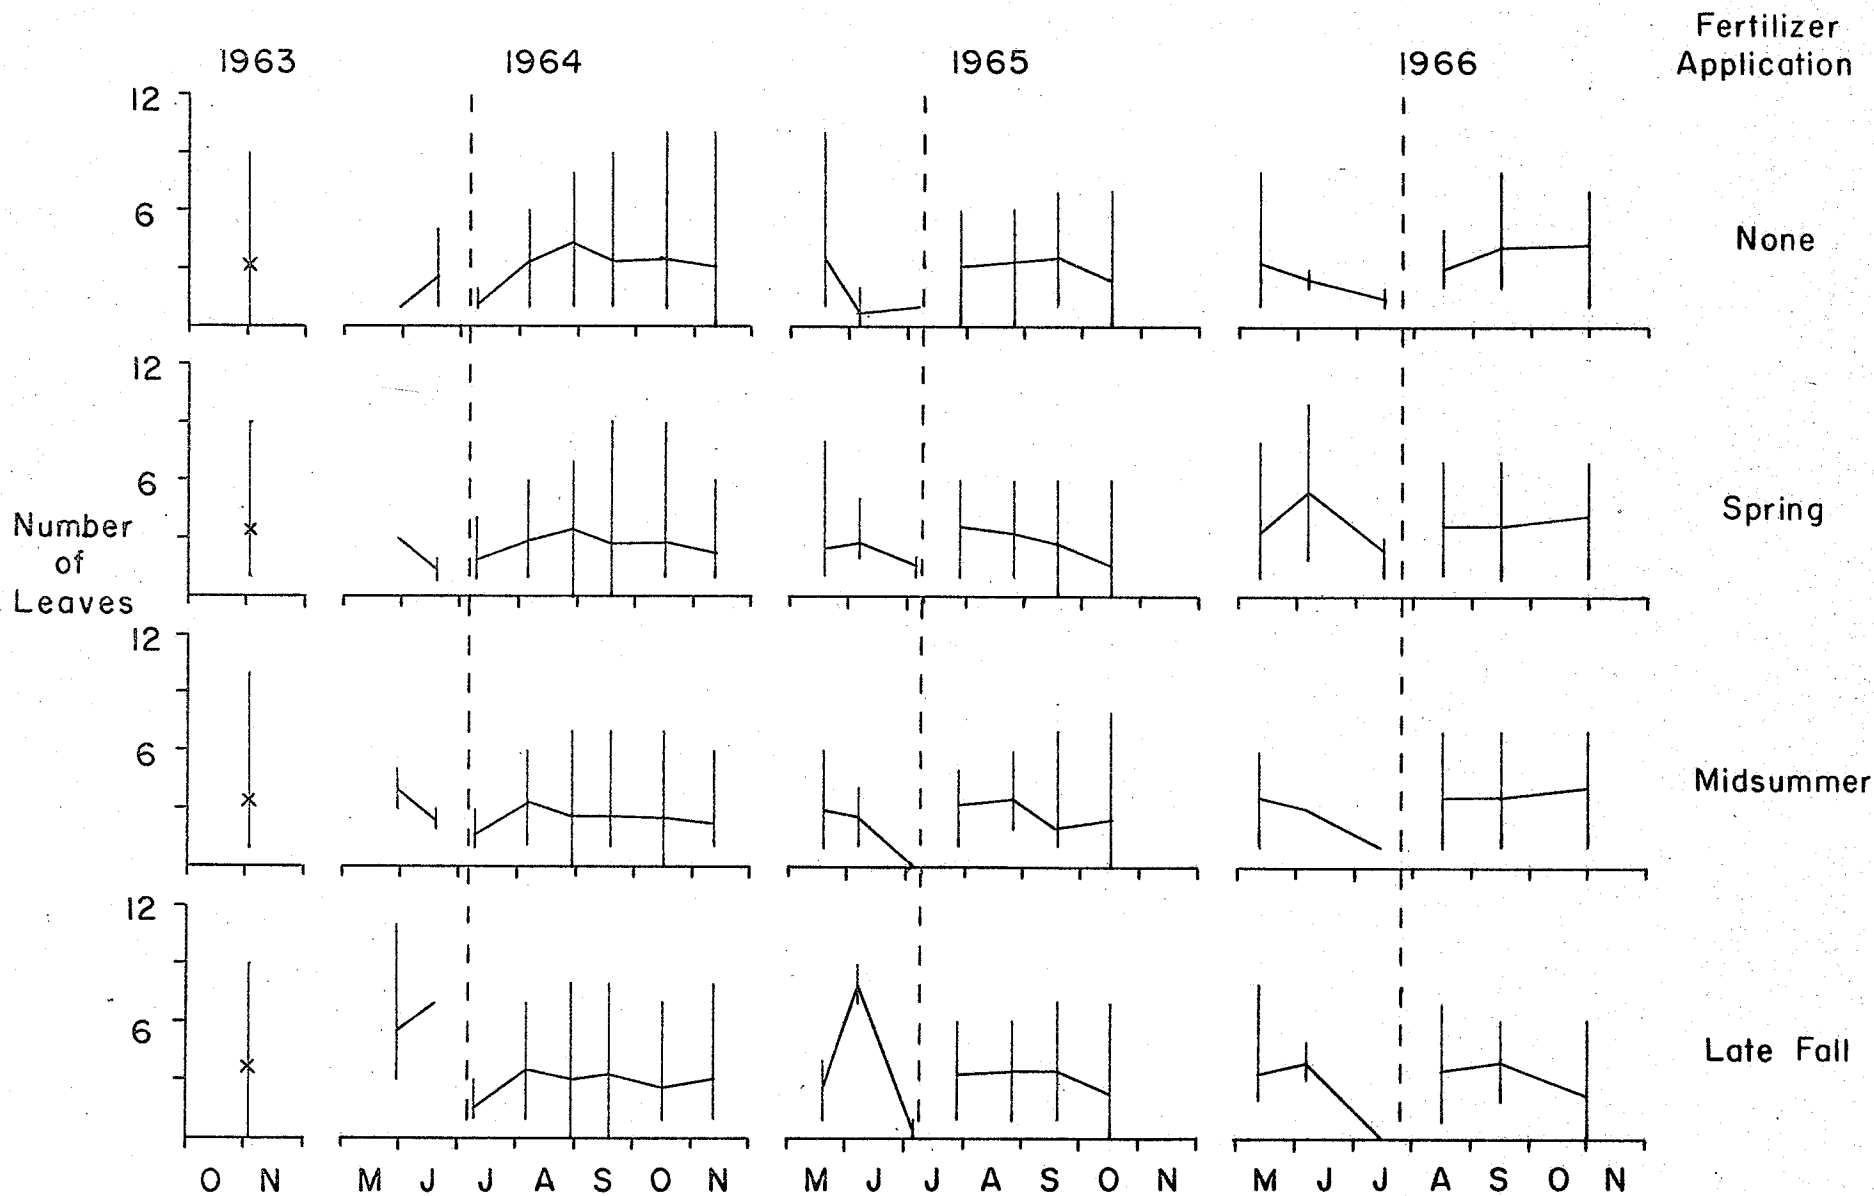 Fertilizer
1963 1964 1965 1966 Application
12
6
None
12
6
Spring
Number
of
Leaves
12
6
Midsummer
12
6
Late Fall
O N M J J A S O N M J J A S O N M J J A S O N